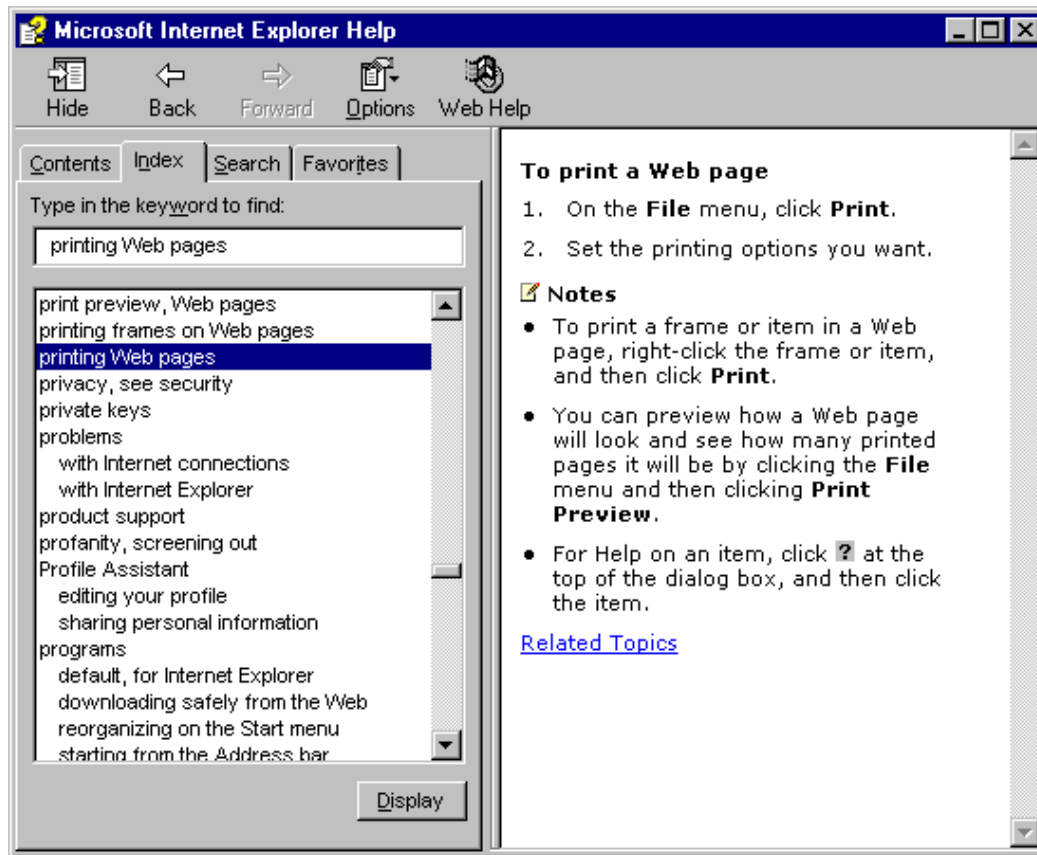 Microsoft Internet Explorer Help
Hide Back Forward Options Web Help
Contents Index Search Favorites
Type in the keyword to find:
printing Web pages
print preview, Web pages
printing frames on Web pages
printing Web pages
privacy, see security
private keys
problems
with Internet connections
with Internet Explorer
product support
profanity, screening out
Profile Assistant
editing your profile
sharing personal information
programs
default, for Internet Explorer
downloading safely from the Web
reorganizing on the Start menu
starting from the Address bar
Display
To print a Web page
1. On the File menu, click Print.
2. Set the printing options you want.
Notes
• To print a frame or item in a Web
page, right-click the frame or item,
and then click Print.
• You can preview how a Web page
will look and see how many printed
pages it will be by clicking the File
menu and then clicking Print
Preview.
• For Help on an item, click ? at the
top of the dialog box, and then click
the item.
Related Topics